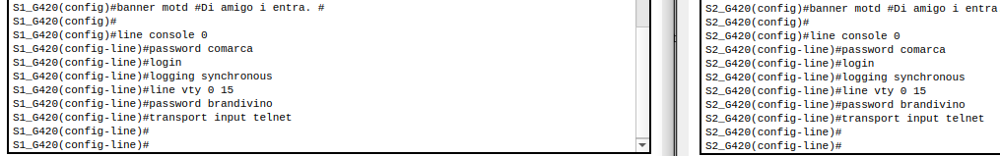 S1_G420(config)#banner motd #Di amigo i entra. #
S1_G420(config)#
S1_G420(config)#line console 0
S1_G420(config-line)#password comarca
S1_G420(config-line)#login
S1_G420(config-line)#logging synchronous
S1_G420(config-line)#line vty 0 15
S1_G420(config-line)#password brandivino
S1_G420(config-line)#transport input telnet
S1_G420(config-line)#
S1_G420(config-line)#
S2_G420(config)#banner motd #Di amigo i entra
S2_G420(config)#
S2_G420(config)#line console 0
S2_G420(config-line)#password comarca
S2_G420(config-line)#login
S2_G420(config-line)#logging synchronous
S2_G420(config-line)#line vty 0 15
S2_G420(config-line)#password brandivino
S2_G420(config-line)#transport input telnet
S2_G420(config-line)#
S2_G420(config-line)#